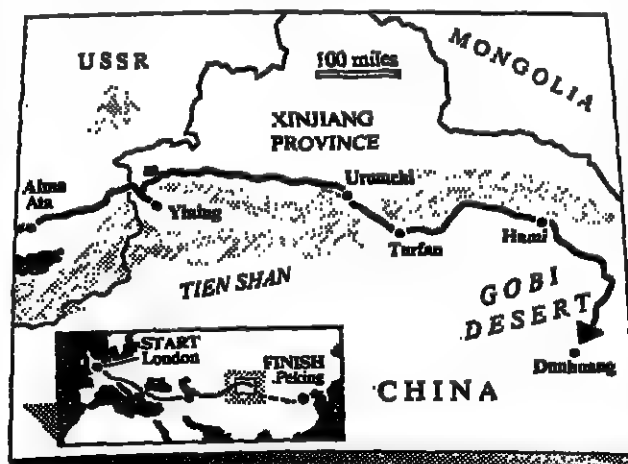 USSR
100 miles
MONGOLIA
XINJIANG
PROVINCE
Alma
Ata
Urumchi
Yining
Turfan
Hami
TIEN SHAN
GOBI
DESERT
Dunhuang
START
London
FINISH
Peking
CHINA